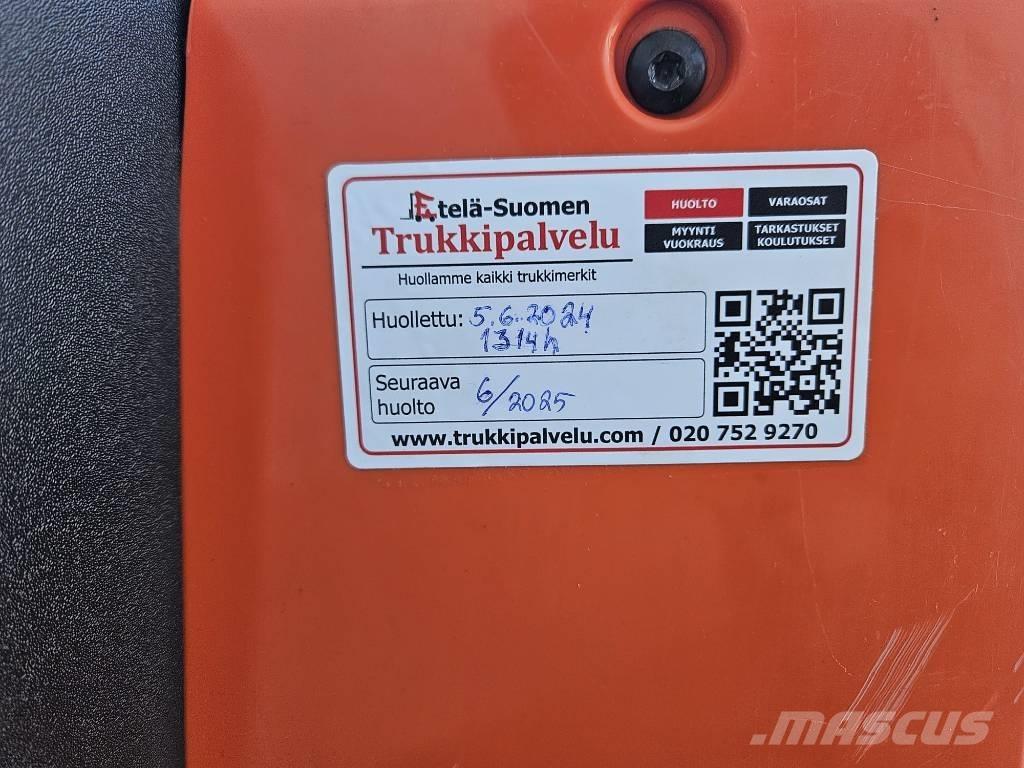 Etelä-Suomen
Trukkipalvelu
Huollamme kaikki trukkimerkit
HUOLTO
VARAOSAT
MYYNTI
VUOKRAUS
TARKASTUKSET
KOULUTUKSET
Huollettu: 5.6.2024
1314h
Seuraava
huolto 6/2025
www.trukkipalvelu.com / 020 752 9270
MASCUS